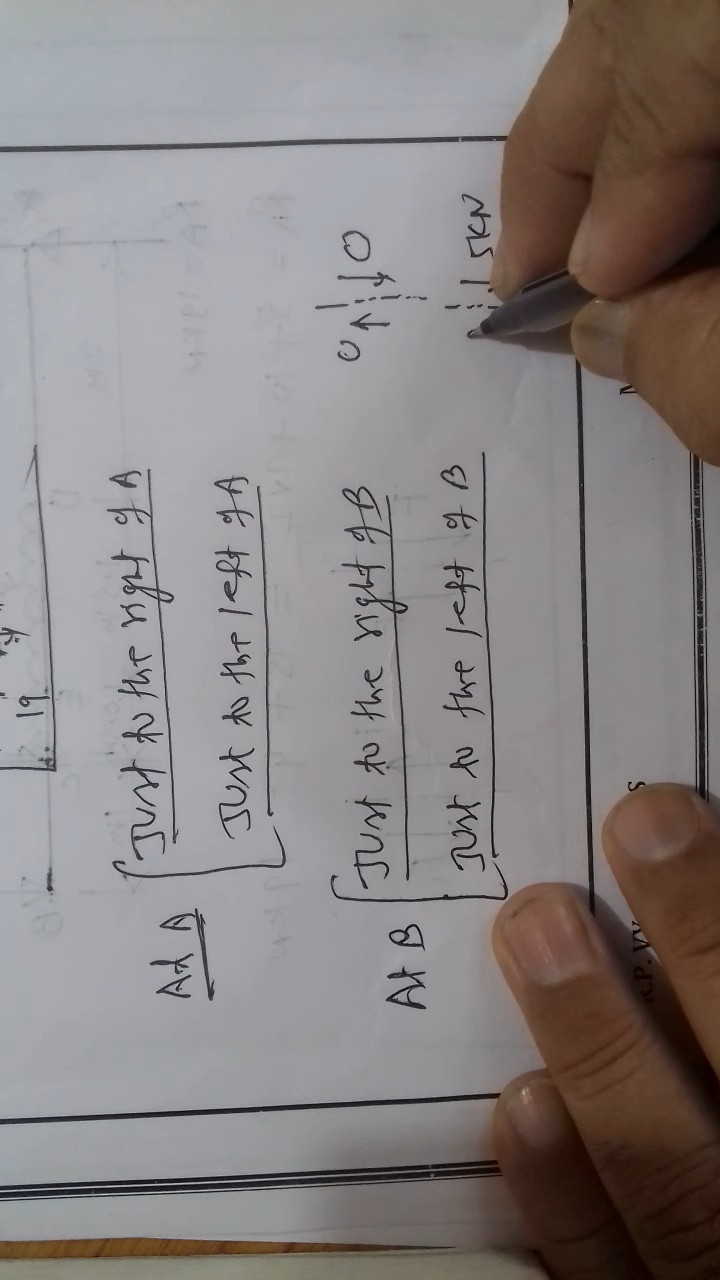 19
At A
Just to the right of A
Just to the left of A
At B
Just to the right of B
0 ↑ ↓ 0
Just to the left of B
5KN